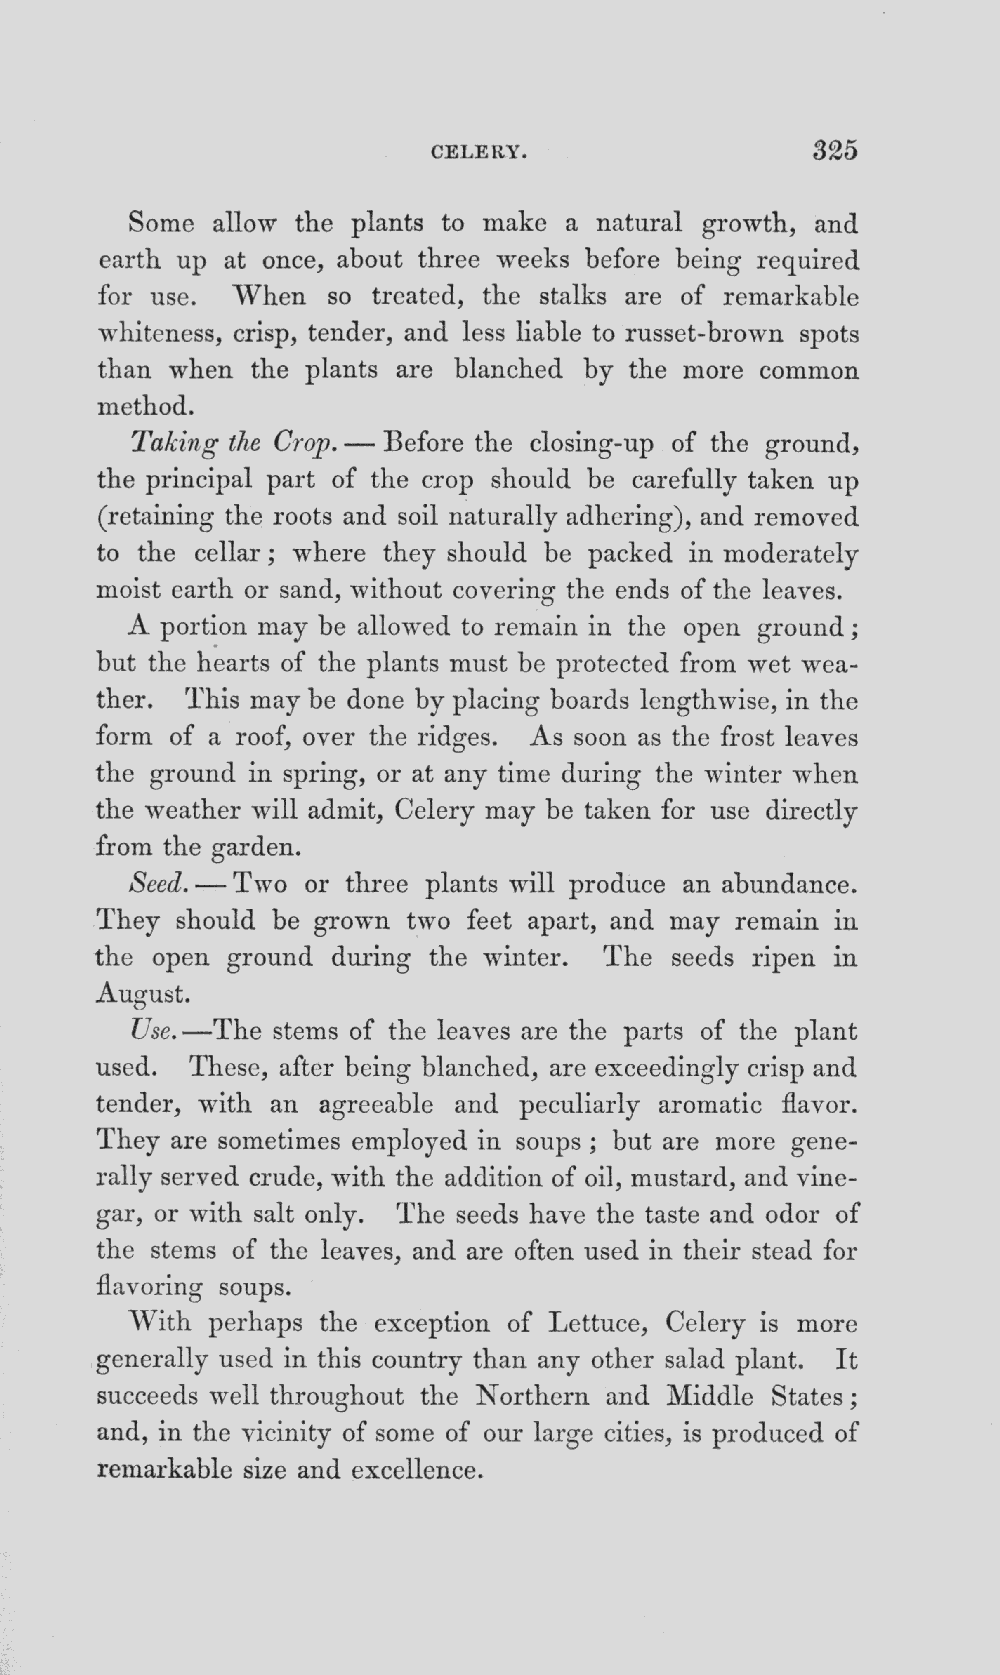 CELERY. 325
Some allow the plants to make a natural growth, and
earth up at once, about three weeks before being required
for use. When so treated, the stalks are of remarkable
whiteness, crisp, tender, and less liable to russet-brown spots
than when the plants are blanched by the more common
method.
Taking the Crop. — Before the closing-up of the ground,
the principal part of the crop should be carefully taken up
(retaining the roots and soil naturally adhering), and removed
to the cellar; where they should be packed in moderately
moist earth or sand, without covering the ends of the leaves.
A portion may be allowed to remain in the open ground;
but the hearts of the plants must be protected from wet wea-
ther. This may be done by placing boards lengthwise, in the
form of a roof, over the ridges. As soon as the frost leaves
the ground in spring, or at any time during the winter when
the weather will admit, Celery may be taken for use directly
from the garden.
Seed. — Two or three plants will produce an abundance.
They should be grown two feet apart, and may remain in
the open ground during the winter. The seeds ripen in
August.
Use. —The stems of the leaves are the parts of the plant
used. These, after being blanched, are exceedingly crisp and
tender, with an agreeable and peculiarly aromatic flavor.
They are sometimes employed in soups; but are more gene-
rally served crude, with the addition of oil, mustard, and vine-
gar, or with salt only. The seeds have the taste and odor of
the stems of the leaves, and are often used in their stead for
flavoring soups.
With perhaps the exception of Lettuce, Celery is more
generally used in this country than any other salad plant. It
succeeds well throughout the Northern and Middle States;
and, in the vicinity of some of our large cities, is produced of
remarkable size and excellence.